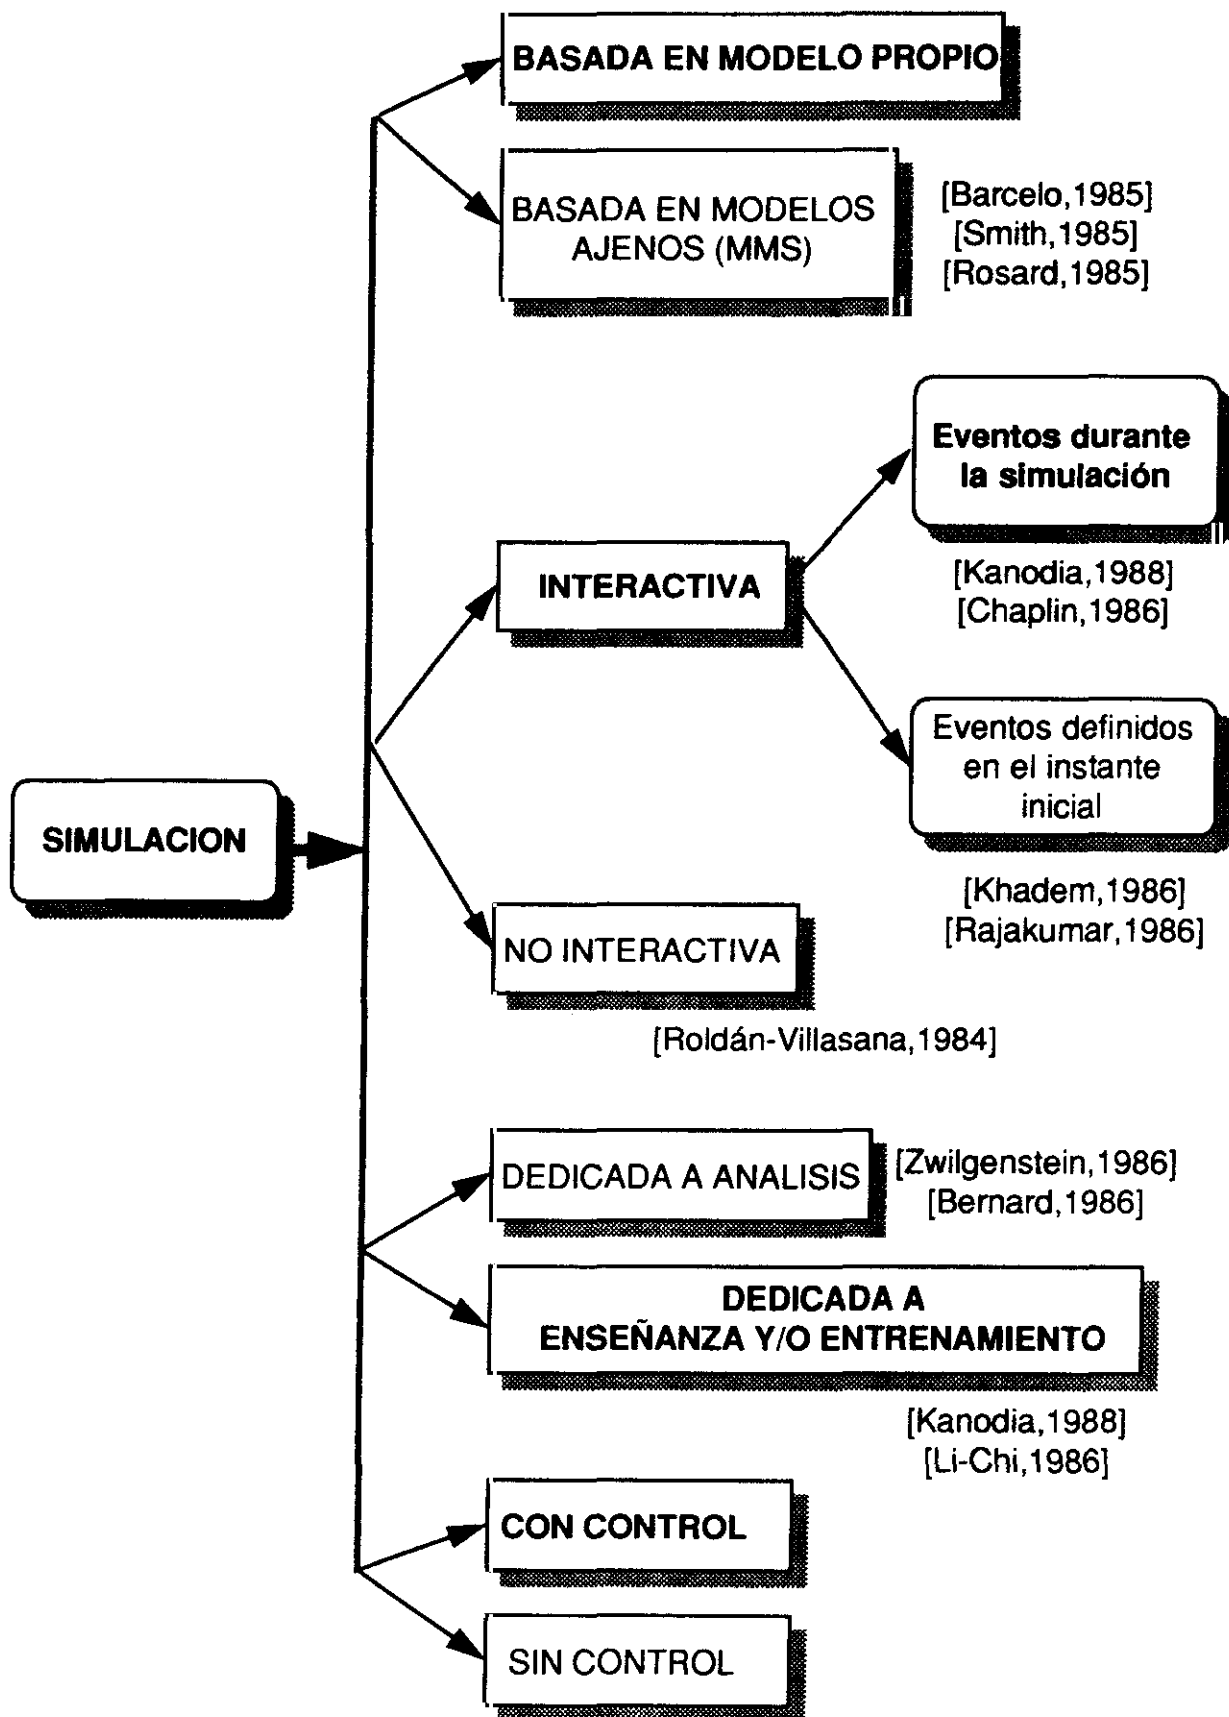 BASADA EN MODELO PROPIO
BASADA EN MODELOS
AJENOS (MMS)
[Barcelo,1985]
[Smith,1985]
[Rosard,1985]
Eventos durante
la simulación
[Kanodia,1988]
[Chaplin,1986]
INTERACTIVA
Eventos definidos
en el instante
inicial
[Khadem,1986]
[Rajakumar,1986]
SIMULACION
NO INTERACTIVA
[Roldán-Villasana,1984]
DEDICADA A ANALISIS
[Zwilgenstein,1986]
[Bernard,1986]
DEDICADA A
ENSEÑANZA Y/O ENTRENAMIENTO
[Kanodia,1988]
[Li-Chi,1986]
CON CONTROL
SIN CONTROL